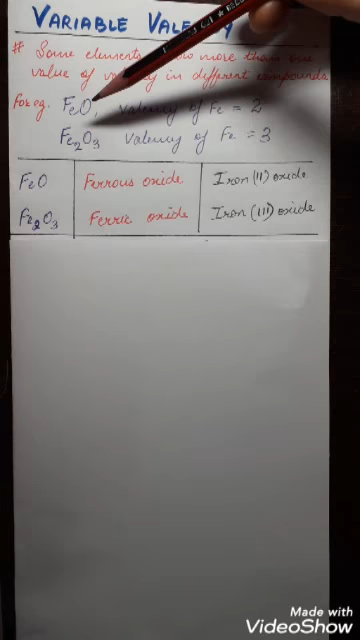 VARIABLE VALENCY
# Some elements more than one
value of valency in different compounds
For eg. FeO, valency of Fe = 2
Fe2O3 valency of Fe = 3
FeO Ferrous oxide Iron (II) oxide
Fe2O3 Ferric oxide Iron (III) oxide
Made with
VideoShow